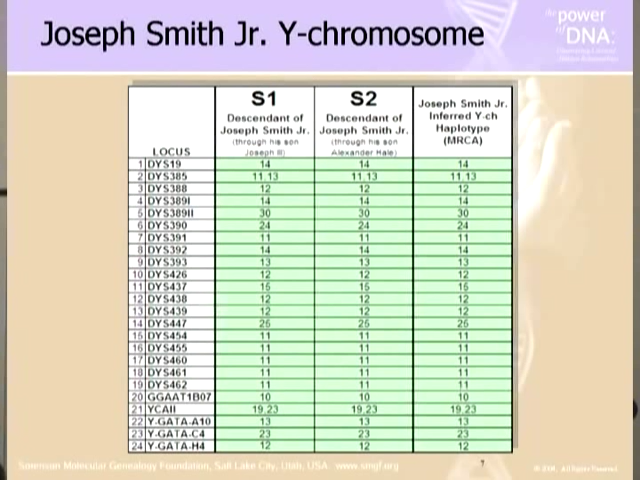 Joseph Smith Jr. Y-chromosome
the power
of DNA:
S1 S2 Joseph Smith Jr.
Descendant of Descendant of Inferred Y-ch
Joseph Smith Jr. Joseph Smith Jr. Haplotype
(through his son (through his son (MRCA)
LOCUS Joseph III) Alexander Hale)
1 DYS19 14 14 14
2 DYS385 11,13 11,13 11,13
3 DYS388 12 12 12
4 DYS389I 14 14 14
5 DYS389II 30 30 30
6 DYS390 24 24 24
7 DYS391 11 11 11
8 DYS392 14 14 14
9 DYS393 13 13 13
10 DYS426 12 12 12
11 DYS437 15 15 15
12 DYS438 12 12 12
13 DYS439 12 12 12
14 DYS447 25 25 25
15 DYS454 11 11 11
16 DYS455 11 11 11
17 DYS460 11 11 11
18 DYS461 11 11 11
19 DYS462 11 11 11
20 GGAAT1B07 10 10 10
21 YCAII 19,23 19,23 19,23
22 Y-GATA-A10 13 13 13
23 Y-GATA-C4 23 23 23
24 Y-GATA-H4 12 12 12
Sorenson Molecular Genealogy Foundation, Salt Lake City, Utah, USA www.smgf.org 7 All Rights Reserved